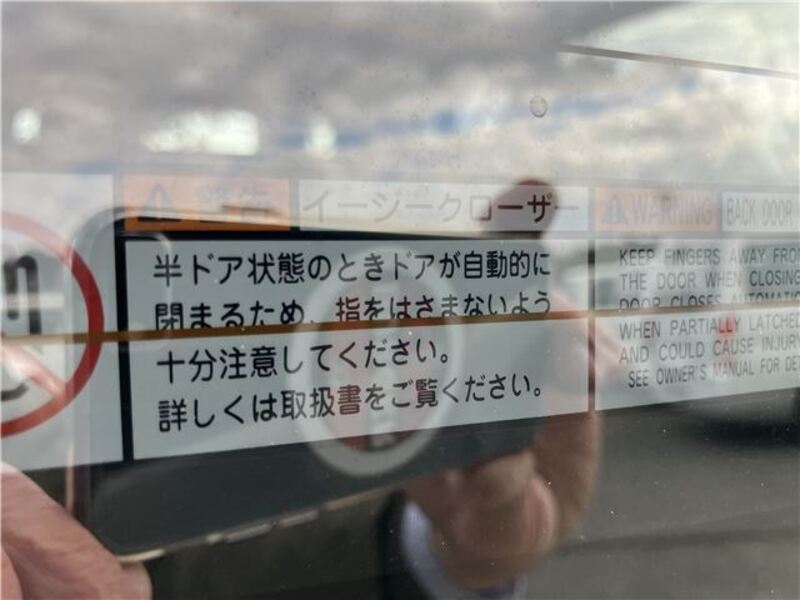 警告 イージークローザー
半ドア状態のときドアが自動的に
閉まるため、指をはさまないよう
十分注意してください。
詳しくは取扱書をご覧ください。
WARNING BACK DOOR
KEEP FINGERS AWAY FROM
THE DOOR WHEN CLOSING
DOOR CLOSES AUTOMATIC
WHEN PARTIALLY LATCHED
AND COULD CAUSE INJURY
SEE OWNER'S MANUAL FOR DE